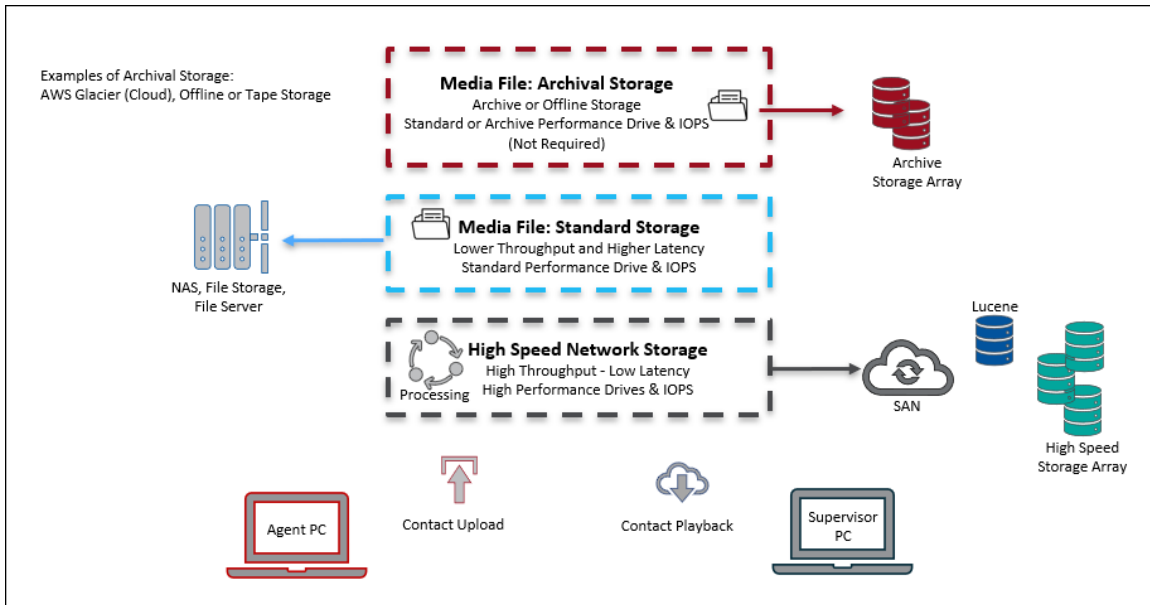 Examples of Archival Storage:
AWS Glacier (Cloud), Offline or Tape Storage
Media File: Archival Storage
Archive or Offline Storage
Standard or Archive Performance Drive & IOPS
(Not Required)
Archive
Storage Array
Media File: Standard Storage
Lower Throughput and Higher Latency
Standard Performance Drive & IOPS
NAS, File Storage,
File Server
High Speed Network Storage
High Throughput - Low Latency
High Performance Drives & IOPS
Processing
Lucene
SAN
High Speed
Storage Array
Contact Upload
Contact Playback
Agent PC
Supervisor
PC